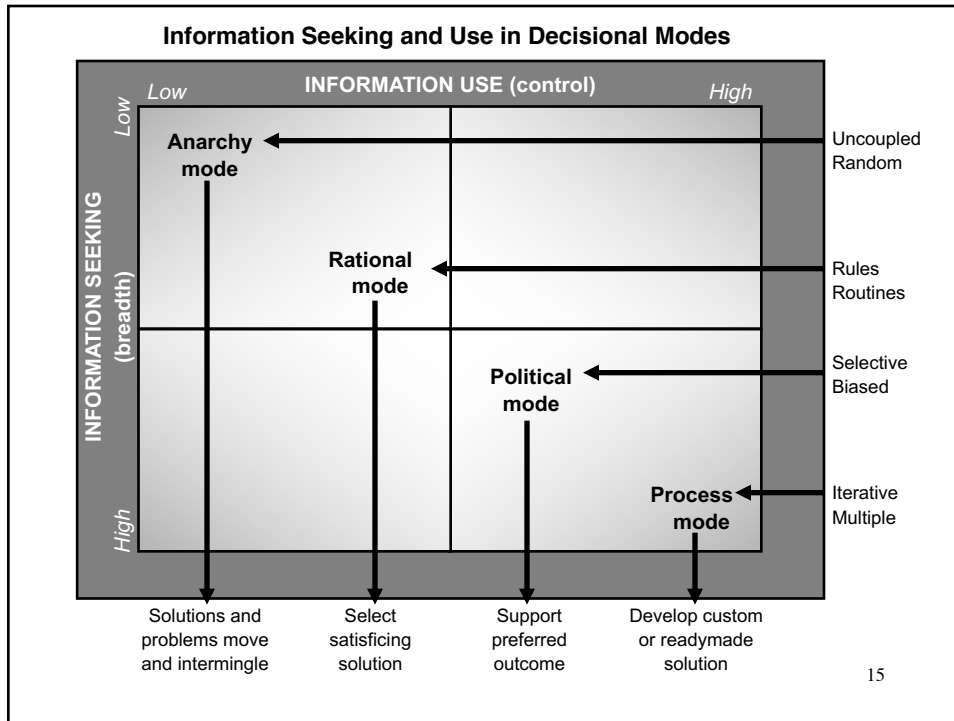 Information Seeking and Use in Decisional Modes
INFORMATION USE (control)
Low
High
Low
INFORMATION SEEKING
(breadth)
High
Anarchy
mode
Uncoupled
Random
Rational
mode
Rules
Routines
Political
mode
Selective
Biased
Process
mode
Iterative
Multiple
Solutions and
problems move
and intermingle
Select
satisficing
solution
Support
preferred
outcome
Develop custom
or readymade
solution
15